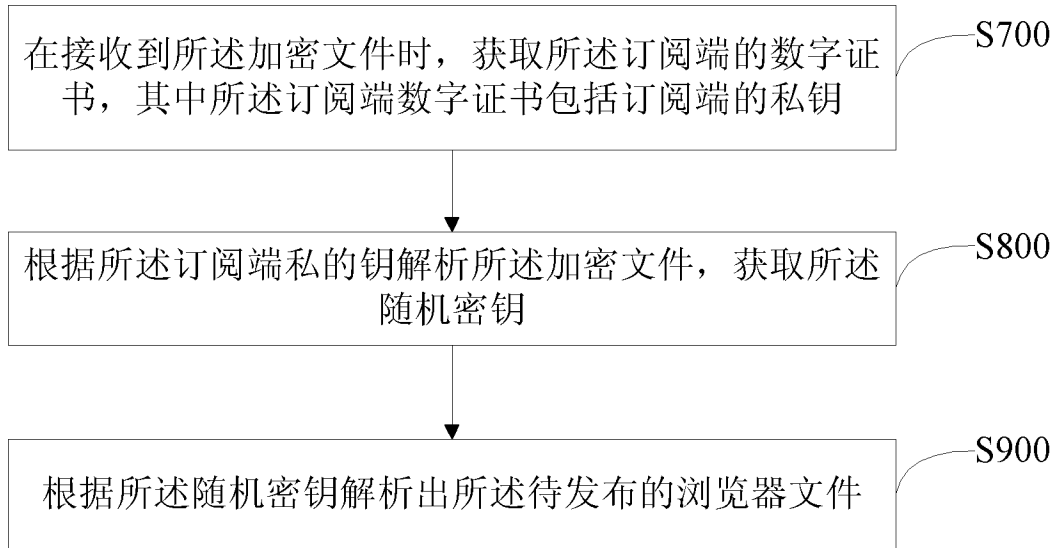 在接收到所述加密文件时，获取所述订阅端的数字证
书，其中所述订阅端数字证书包括订阅端的私钥
S700
根据所述订阅端私的钥解析所述加密文件，获取所述
随机密钥
S800
根据所述随机密钥解析出所述待发布的浏览器文件
S900